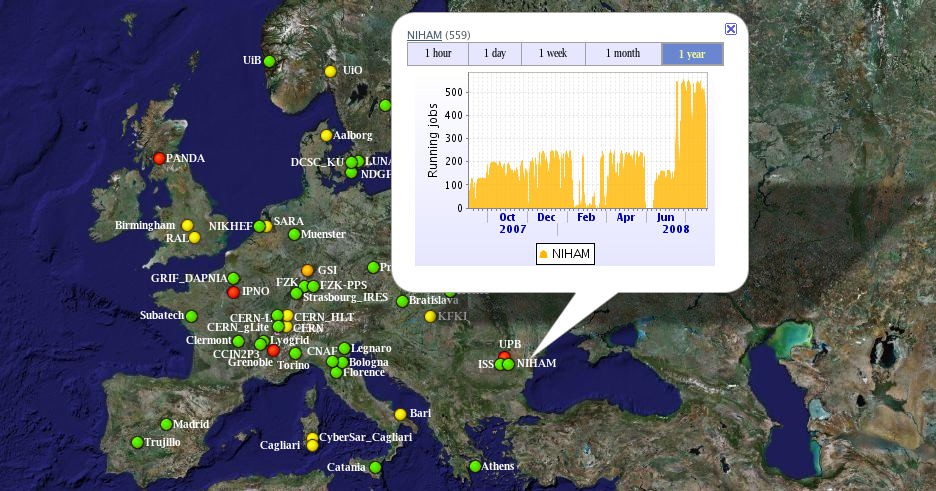 NIHAM (559)
1 hour
1 day
1 week
1 month
1 year
Running jobs
500
400
300
200
100
0
Oct
Dec
Feb
Apr
Jun
2007
2008
NIHAM
UiB
UiO
Aalborg
PANDA
DCSC_KU
Birmingham
RAL
NIKHEF
SARA
Muenster
GRIF_DAPNIA
IPNO
GSI
FZK
FZK-PPS
Strasbourg_IRES
Bratislava
KFKI
Subatech
CERN-L
CERN_HLT
CERN_gLite
CERN
Clermont
Lyogrid
CCIN2P3
Grenoble
Torino
CNAF
Legnaro
Bologna
Florence
UPB
ISS
NIHAM
Madrid
Trujillo
Bari
CyberSar_Cagliari
Cagliari
Catania
Athens